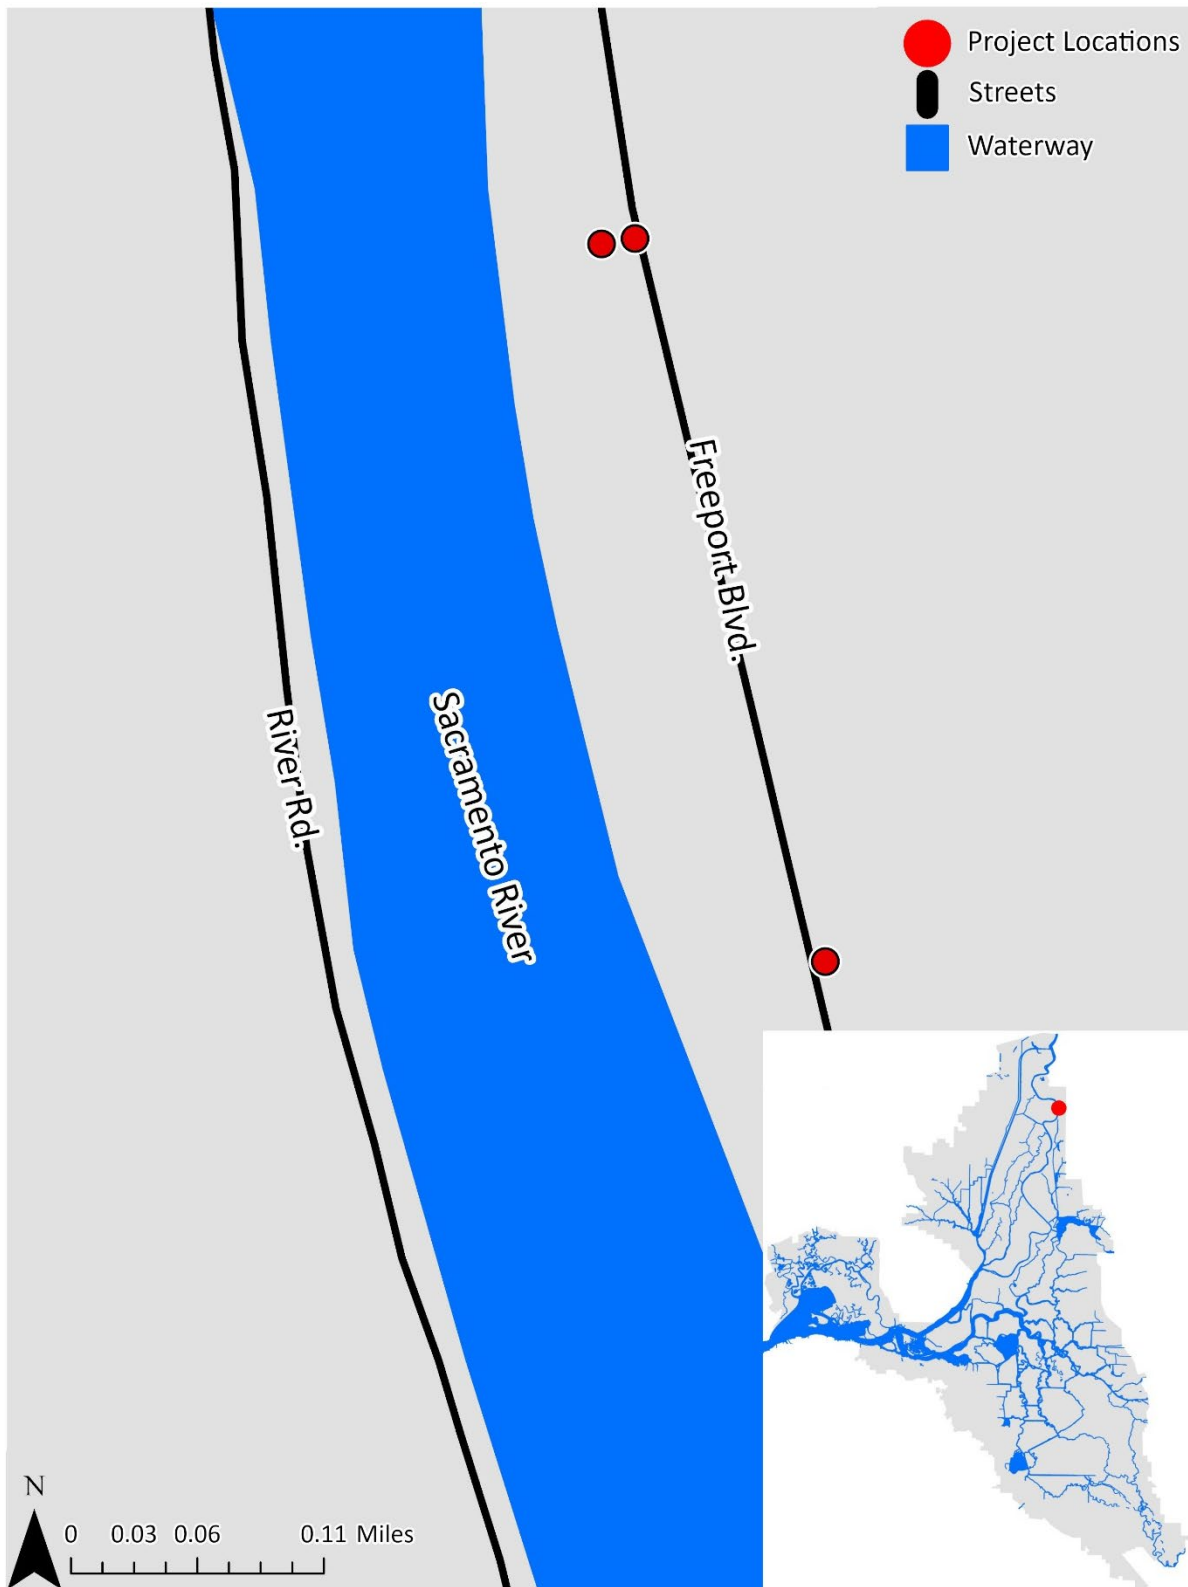 Project Locations
Streets
Waterway
Freeport Blvd.
River Rd.
Sacramento River
N
0 0.03 0.06 0.11 Miles